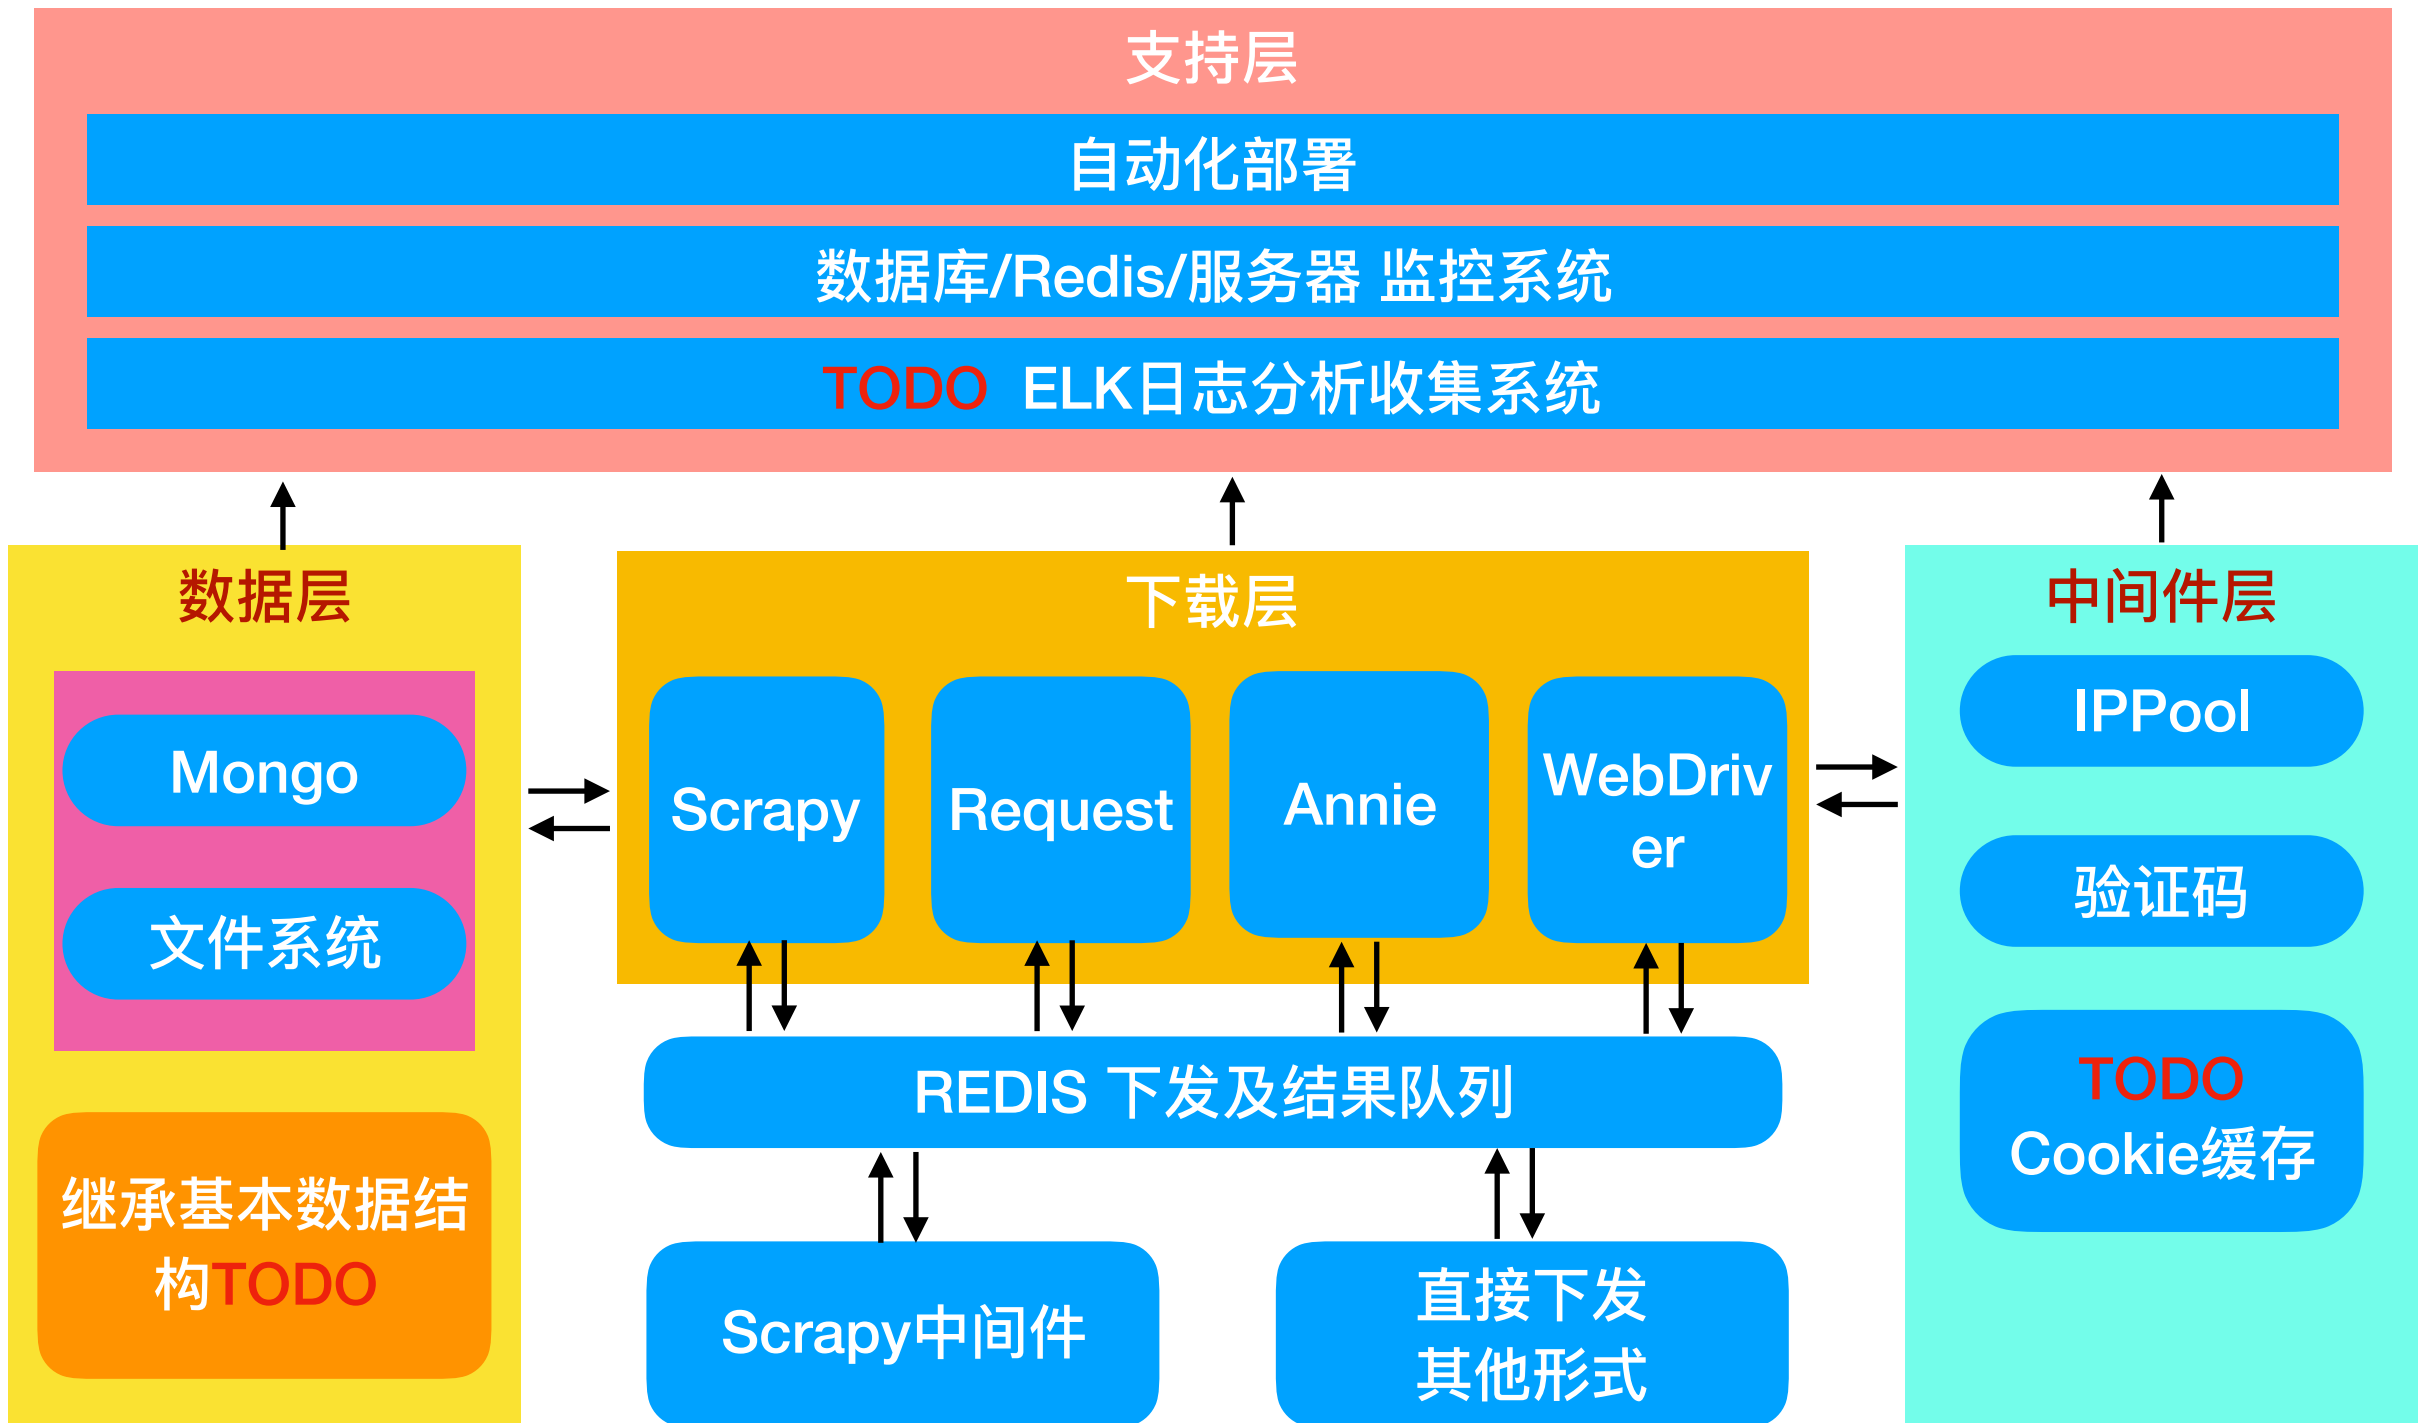 支持层
自动化部署
数据库/Redis/服务器 监控系统
TODO ELK日志分析收集系统
数据层
Mongo
文件系统
继承基本数据结
构TODO
下载层
Scrapy
Request
Annie
WebDriv
er
REDIS 下发及结果队列
Scrapy中间件
直接下发
其他形式
中间件层
IPPool
验证码
TODO
Cookie缓存